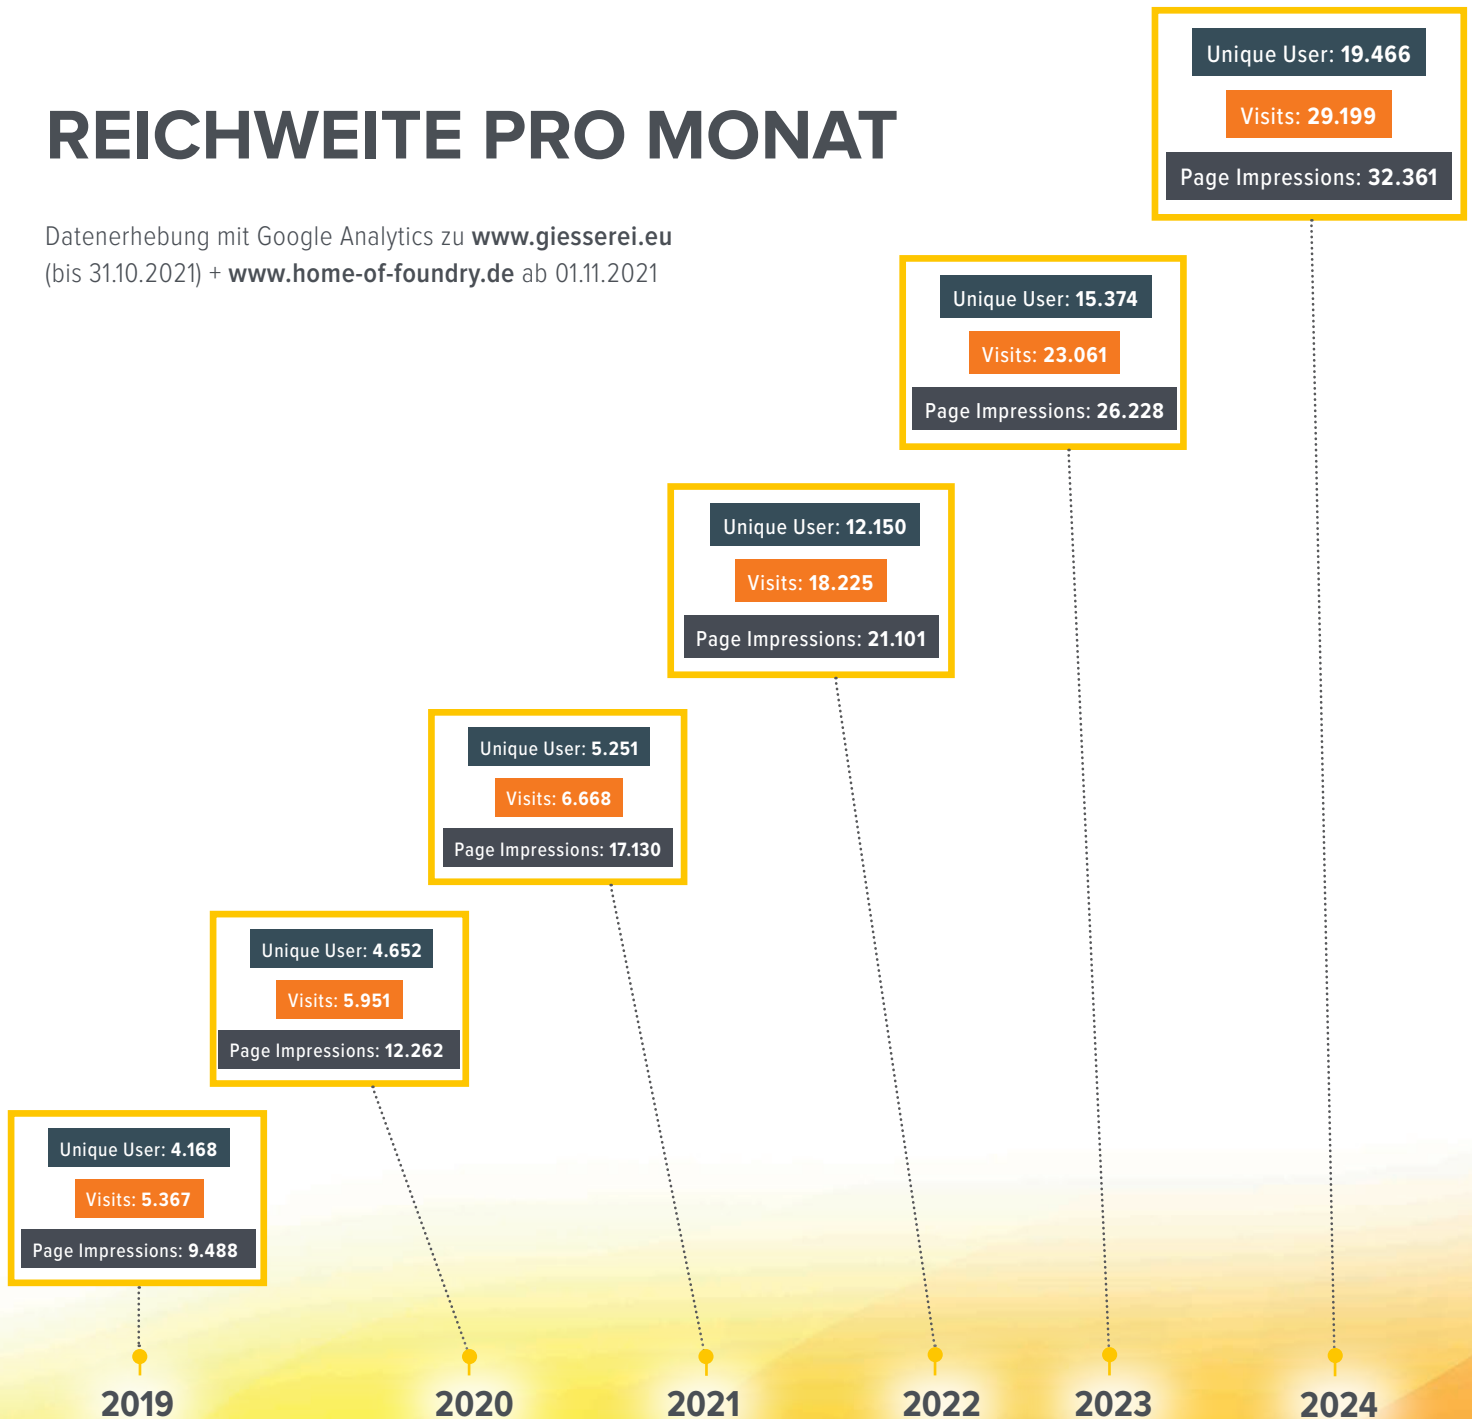 REICHWEITE PRO MONAT
Datenerhebung mit Google Analytics zu www.giesserei.eu
(bis 31.10.2021) + www.home-of-foundry.de ab 01.11.2021
Unique User: 19.466
Visits: 29.199
Page Impressions: 32.361
Unique User: 15.374
Visits: 23.061
Page Impressions: 26.228
Unique User: 12.150
Visits: 18.225
Page Impressions: 21.101
Unique User: 5.251
Visits: 6.668
Page Impressions: 17.130
Unique User: 4.652
Visits: 5.951
Page Impressions: 12.262
Unique User: 4.168
Visits: 5.367
Page Impressions: 9.488
2019 2020 2021 2022 2023 2024